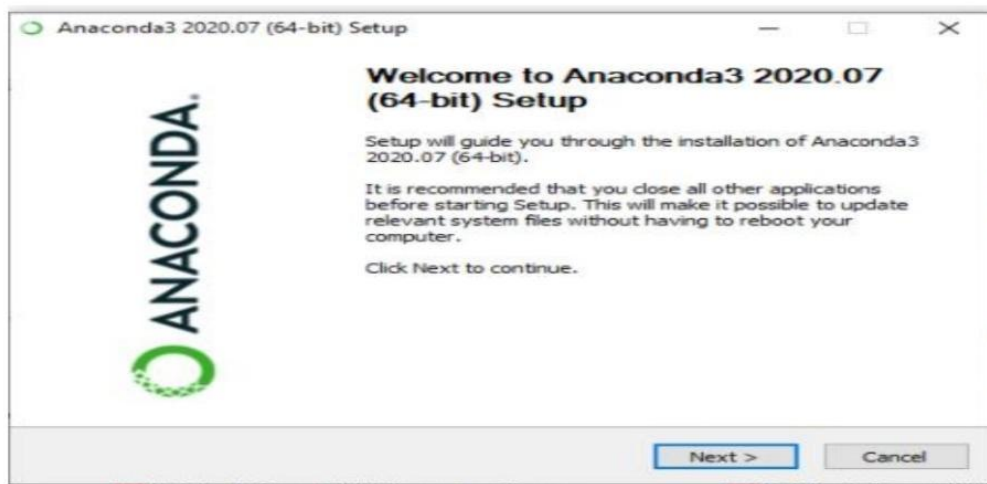 Anaconda3 2020.07 (64-bit) Setup
Welcome to Anaconda3 2020.07
(64-bit) Setup
Setup will guide you through the installation of Anaconda3
2020.07 (64-bit).
It is recommended that you close all other applications
before starting Setup. This will make it possible to update
relevant system files without having to reboot your
computer.
Click Next to continue.
ANACONDA.
Next >
Cancel